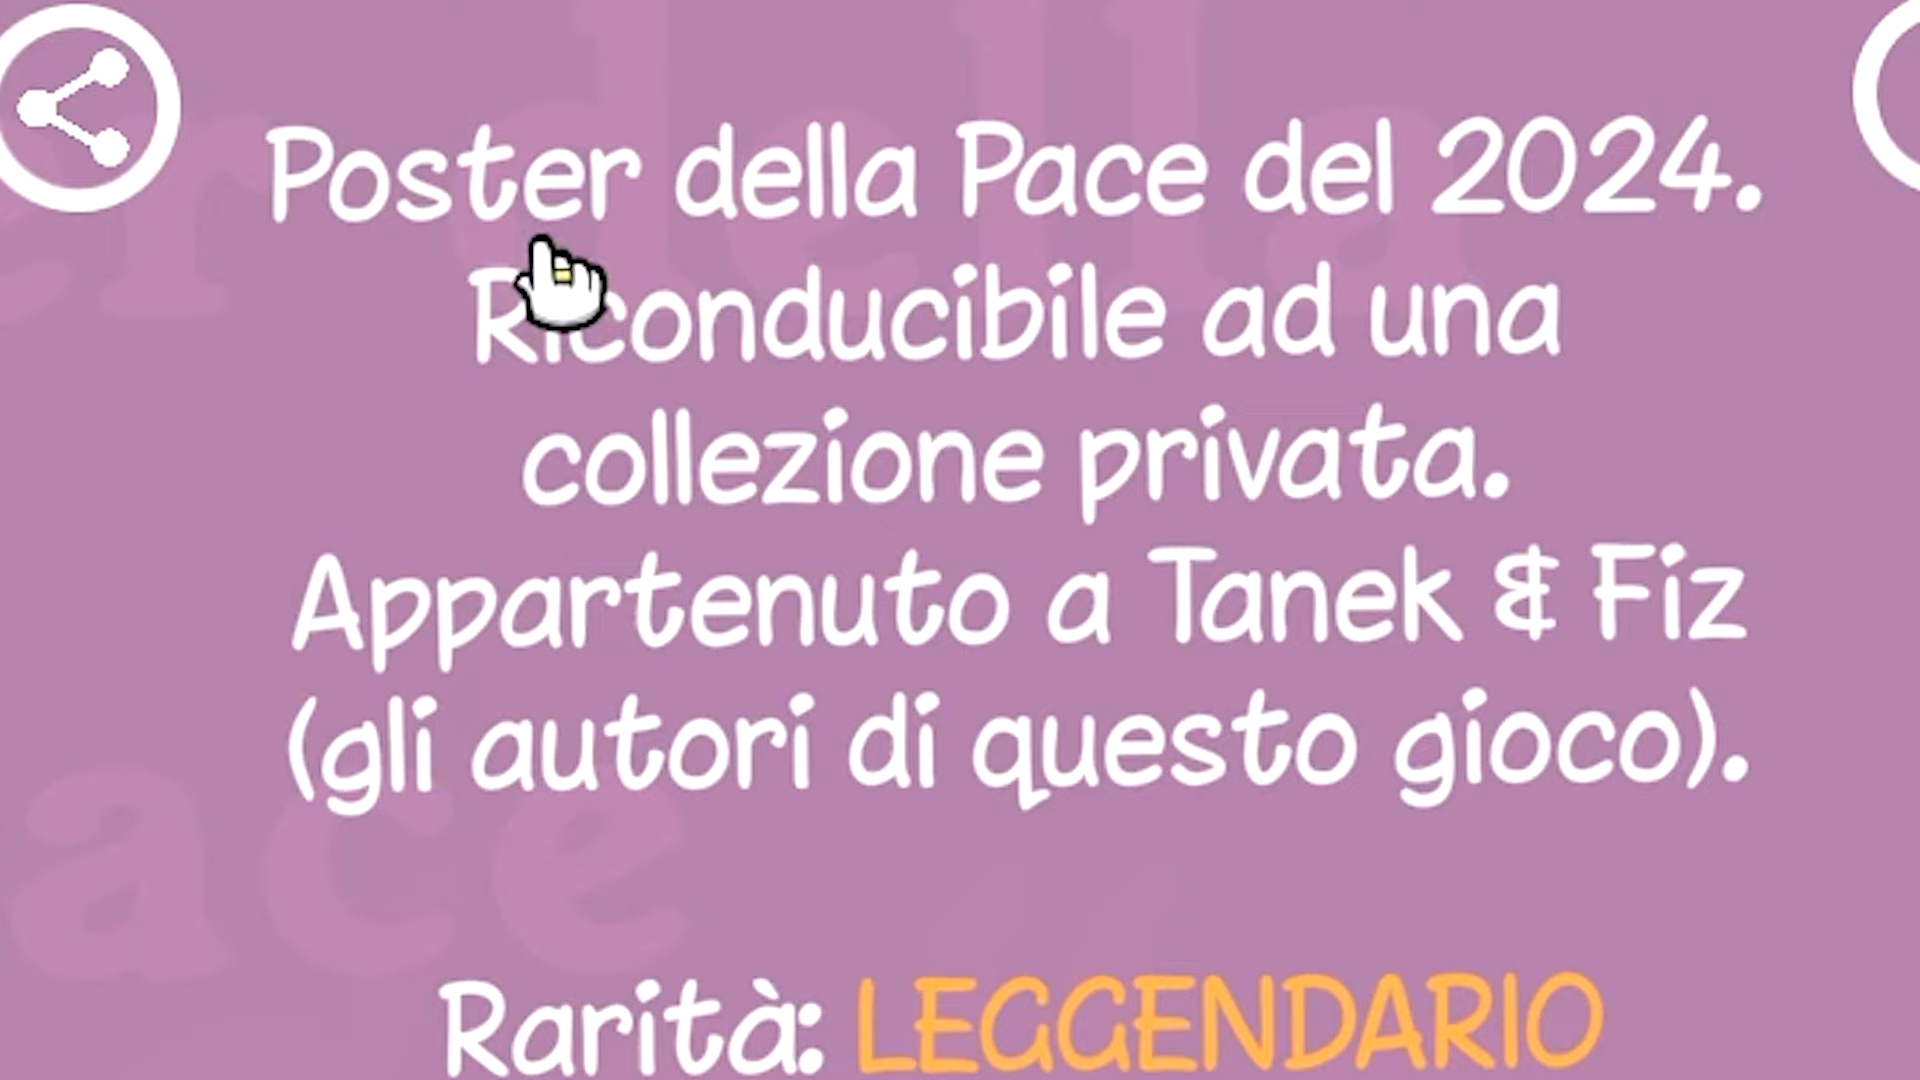 Poster della Pace del 2024.
Riconducibile ad una
collezione privata.
Appartenuto a Tanek & Fiz
(gli autori di questo gioco).
Rarità: LEGGENDARIO